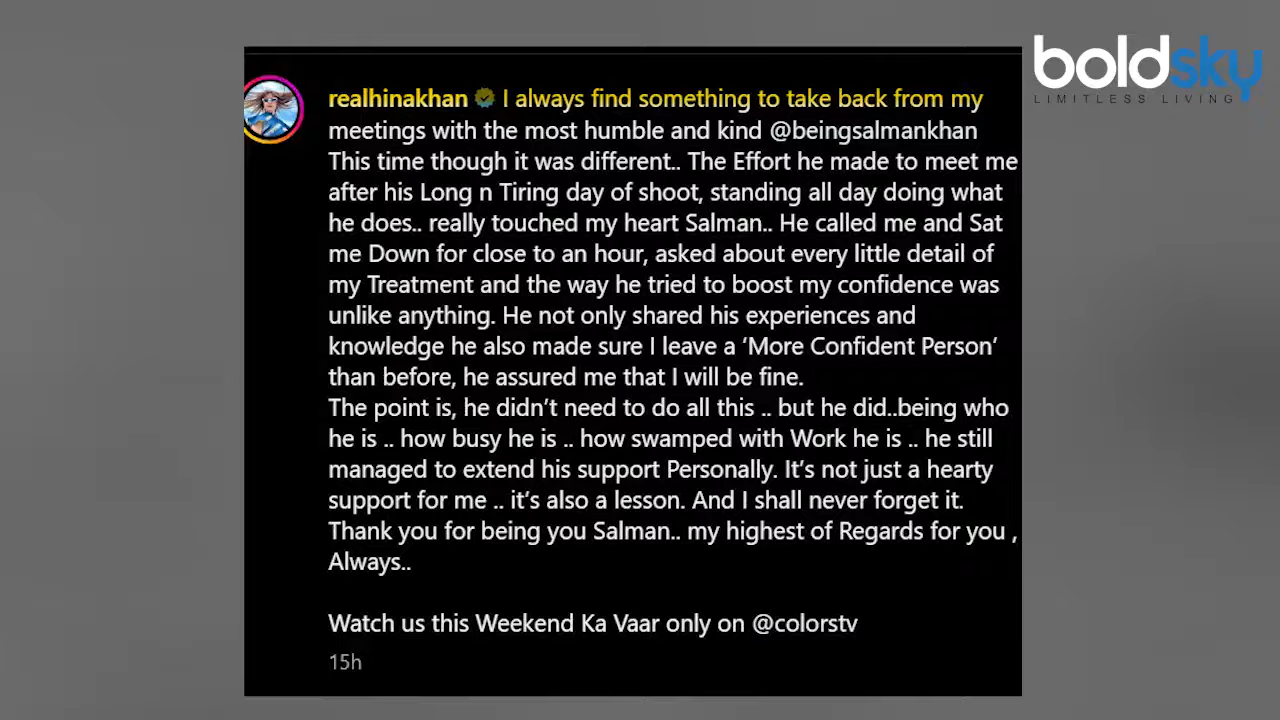 boldsky
LIMITLESS LIVING
realhinakhan I always find something to take back from my
meetings with the most humble and kind @beingsalmankhan
This time though it was different.. The Effort he made to meet me
after his Long n Tiring day of shoot, standing all day doing what
he does.. really touched my heart Salman.. He called me and Sat
me Down for close to an hour, asked about every little detail of
my Treatment and the way he tried to boost my confidence was
unlike anything. He not only shared his experiences and
knowledge he also made sure I leave a ‘More Confident Person’
than before, he assured me that I will be fine.
The point is, he didn’t need to do all this .. but he did..being who
he is .. how busy he is .. how swamped with Work he is .. he still
managed to extend his support Personally. It’s not just a hearty
support for me .. it’s also a lesson. And I shall never forget it.
Thank you for being you Salman.. my highest of Regards for you ,
Always..
Watch us this Weekend Ka Vaar only on @colorstv
15h